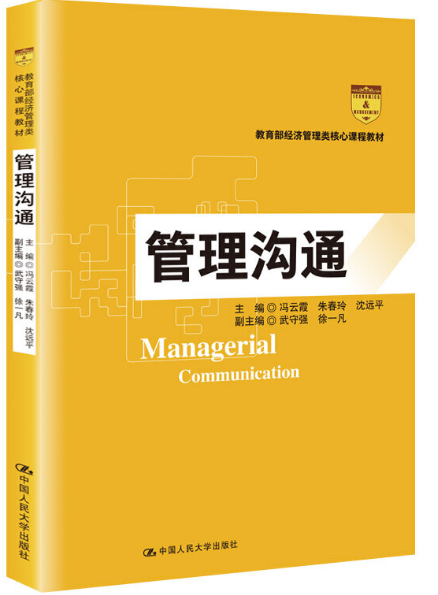 教育部经济管理类
核心课程教材
管理沟通
主 编◎冯云霞 朱春玲 沈远平
副主编◎武守强 徐一凡
中国人民大学出版社
ECONOMICS
&
MANAGEMENT
教育部经济管理类核心课程教材
管理沟通
主 编◎冯云霞 朱春玲 沈远平
副主编◎武守强 徐一凡
Managerial
Communication
中国人民大学出版社